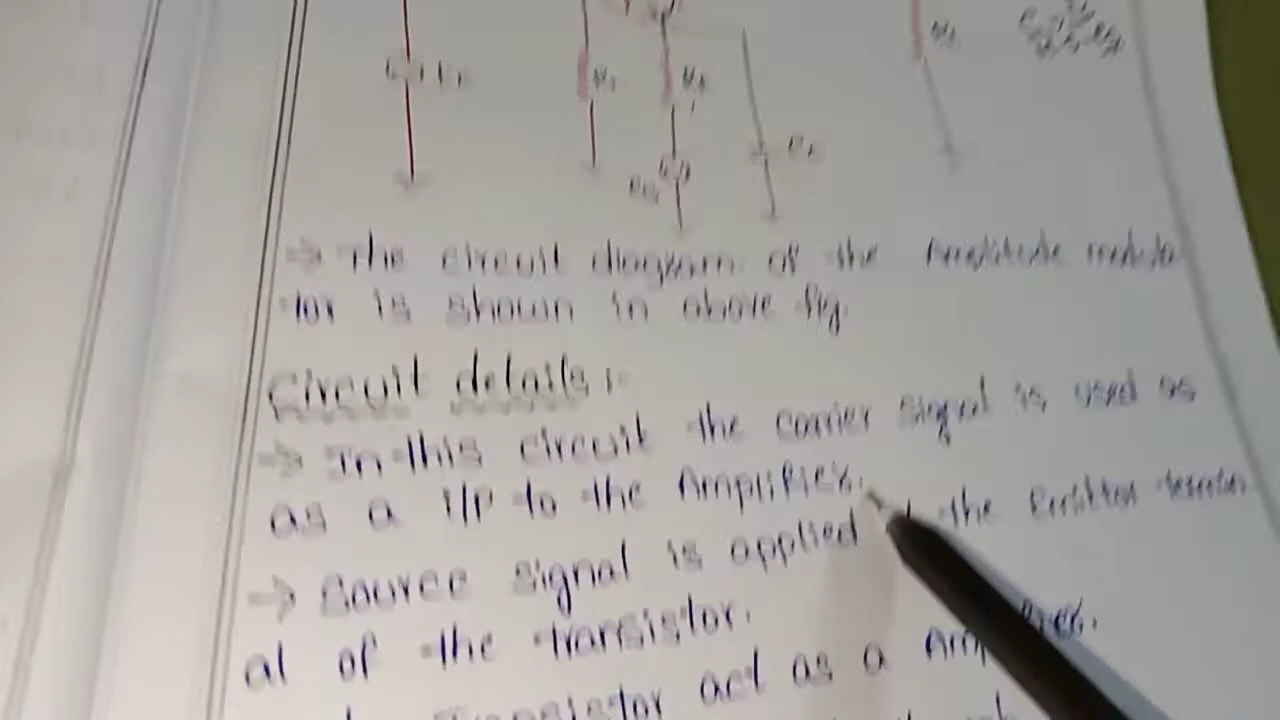 → The circuit diagram of the Amplitude modula
tor is shown in above fig.
Circuit details :-
→ In this circuit the carrier signal is used as
as a i/p to the Amplifier.
→ Source signal is applied the Emitter termin
al of the transistor.
Transistor act as a